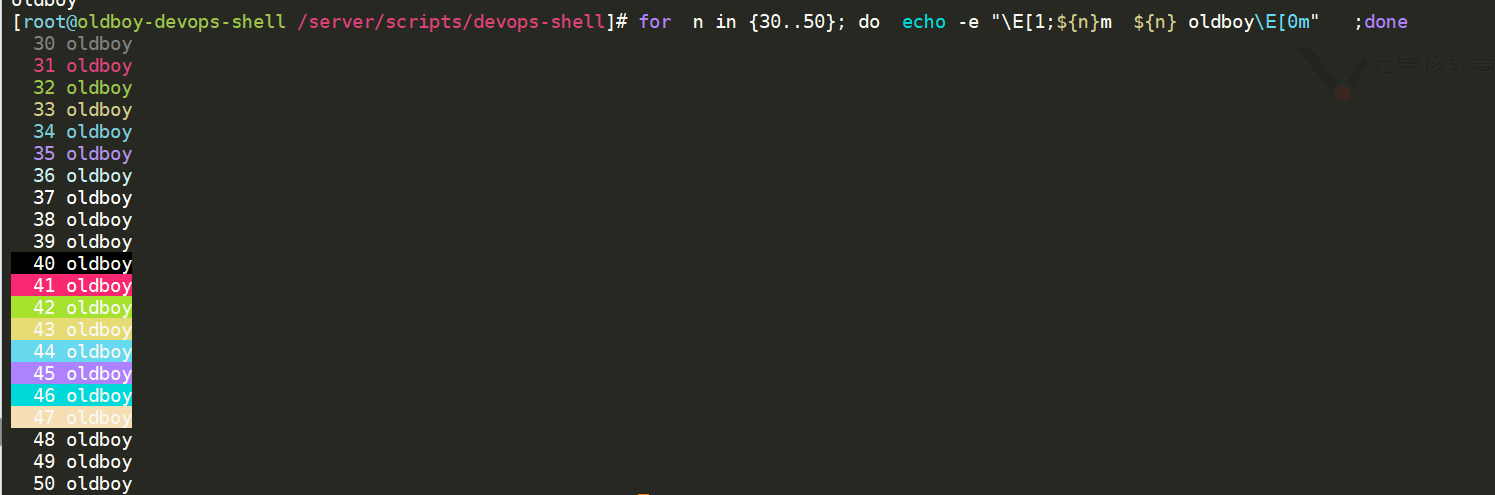 oldboy
[root@oldboy-devops-shell /server/scripts/devops-shell]# for  n in {30..50}; do  echo -e "\E[1;${n}m  ${n} oldboy\E[0m"   ;done
  30 oldboy
  31 oldboy
  32 oldboy
  33 oldboy
  34 oldboy
  35 oldboy
  36 oldboy
  37 oldboy
  38 oldboy
  39 oldboy
  40 oldboy
  41 oldboy
  42 oldboy
  43 oldboy
  44 oldboy
  45 oldboy
  46 oldboy
  47 oldboy
  48 oldboy
  49 oldboy
  50 oldboy